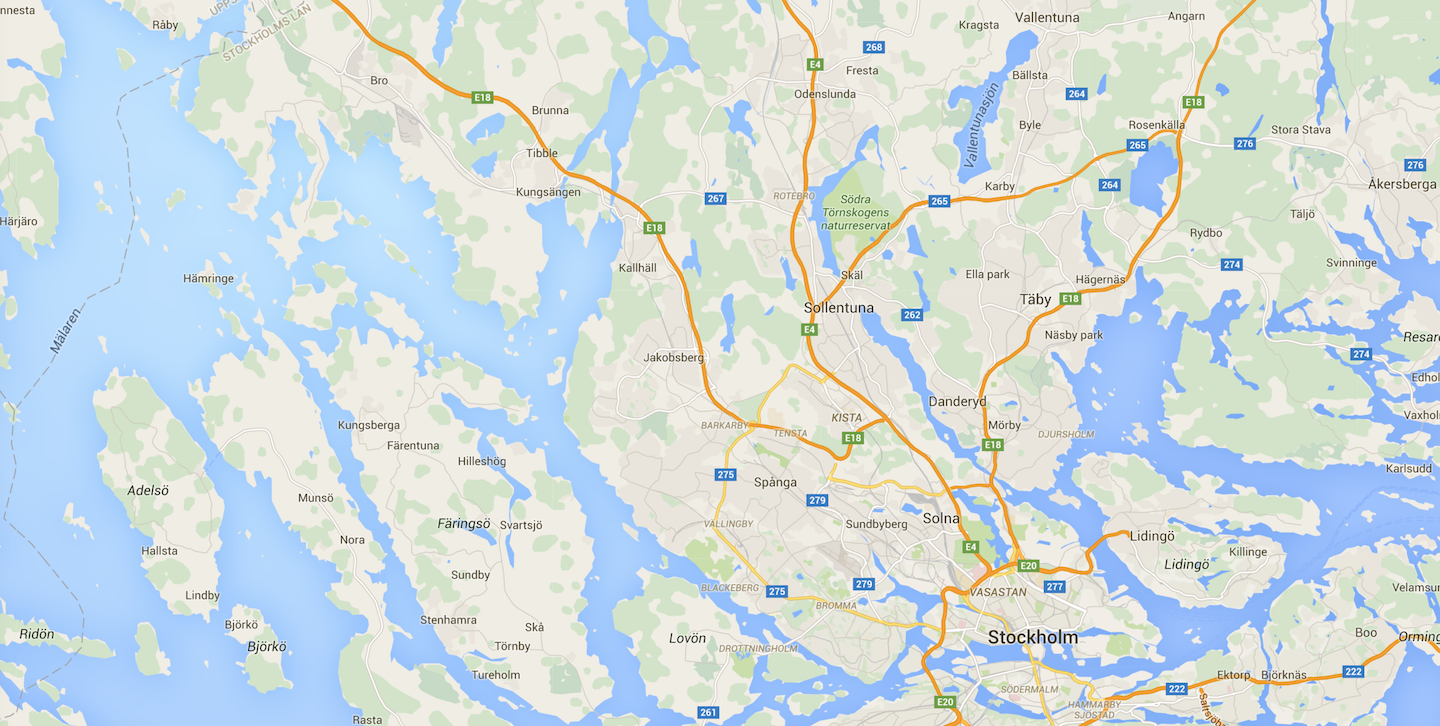 nnesta
Råby
UPPS
STOCKHOLMS LÄN
Vallentuna
Angarn
Kragsta
268
E4
Fresta
Bro
Bällsta
Odenslunda
264
E18
E18
Brunna
Vallentunasjön
Byle
Rosenkälla
Stora Stava
265
276
Tibble
276
Kungsängen
267
ROTEBRO
Karby
264
Åkersberga
265
Södra
Törnskogens
naturreservat
Täljö
Härjäro
E18
Rydbo
Kallhäll
274
Svinninge
Hämringe
Skäl
Ella park
Hägernäs
Täby
E18
Sollentuna
262
Mälaren
E4
Näsby park
Resarö
Jakobsberg
274
Edhol
Danderyd
Vaxhol
Kungsberga
BARKARBY
KISTA
Mörby
TENSTA
E18
DJURSHOLM
Färentuna
E18
Hilleshög
Karlsudd
275
Spånga
Adelsö
Munsö
279
Färingsö
Svartsjö
VÄLLINGBY
Sundbyberg
Solna
Nora
Lidingö
Hallsta
E4
Killinge
Lidingö
E20
Sundby
BLACKEBERG
279
277
Velamsun
275
VASASTAN
Lindby
BROMMA
Björkö
Stenhamra
Skå
Ridön
Lovön
Stockholm
Boo
Orming
Björkö
Törnby
DROTTNINGHOLM
Tureholm
222
Ektorp
Björknäs
SÖDERMALM
222
E20
HAMMARBY
SJÖSTAD
Saltsjöb
261
Rasta